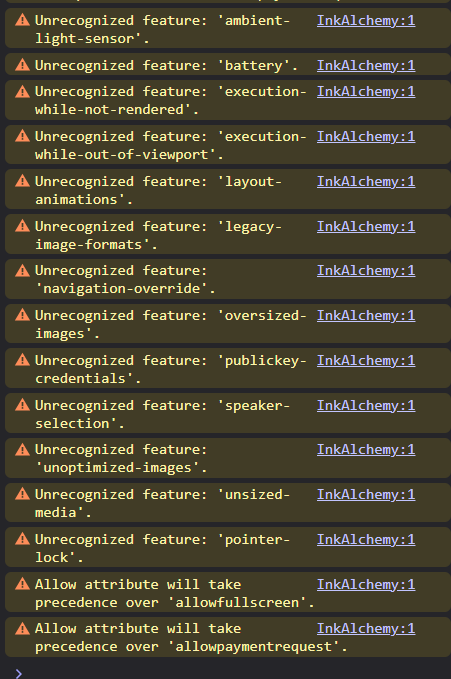 Unrecognized feature: 'ambient- InkAlchemy:1
light-sensor'.
Unrecognized feature: 'battery'. InkAlchemy:1
Unrecognized feature: 'execution- InkAlchemy:1
while-not-rendered'.
Unrecognized feature: 'execution- InkAlchemy:1
while-out-of-viewport'.
Unrecognized feature: 'layout- InkAlchemy:1
animations'.
Unrecognized feature: 'legacy- InkAlchemy:1
image-formats'.
Unrecognized feature: InkAlchemy:1
'navigation-override'.
Unrecognized feature: 'oversized- InkAlchemy:1
images'.
Unrecognized feature: 'publickey- InkAlchemy:1
credentials'.
Unrecognized feature: 'speaker- InkAlchemy:1
selection'.
Unrecognized feature: InkAlchemy:1
'unoptimized-images'.
Unrecognized feature: 'unsized- InkAlchemy:1
media'.
Unrecognized feature: 'pointer- InkAlchemy:1
lock'.
Allow attribute will take InkAlchemy:1
precedence over 'allowfullscreen'.
Allow attribute will take InkAlchemy:1
precedence over 'allowpaymentrequest'.